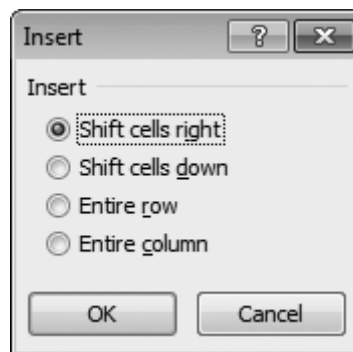 Insert ?
Insert
Shift cells right
Shift cells down
Entire row
Entire column
OK Cancel